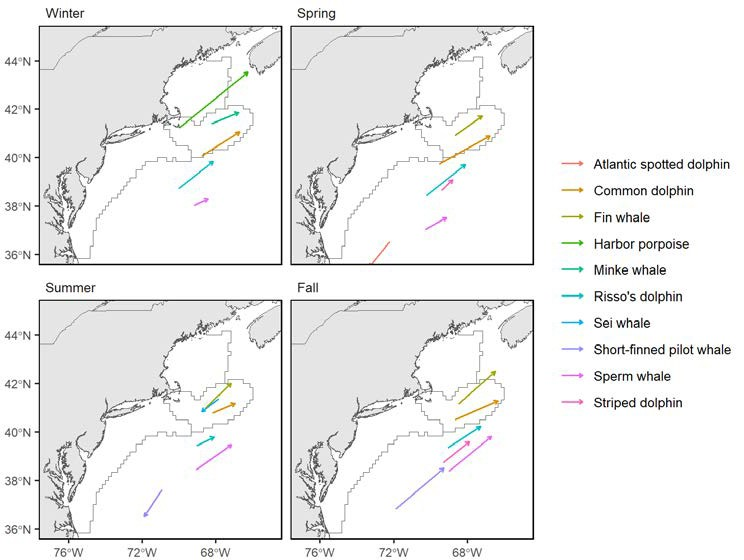 Winter
Spring
44°N
42°N
40°N
38°N
36°N
Summer
Fall
44°N
42°N
40°N
38°N
36°N
76°W 72°W 68°W
76°W 72°W 68°W
Atlantic spotted dolphin
Common dolphin
Fin whale
Harbor porpoise
Minke whale
Risso's dolphin
Sei whale
Short-finned pilot whale
Sperm whale
Striped dolphin